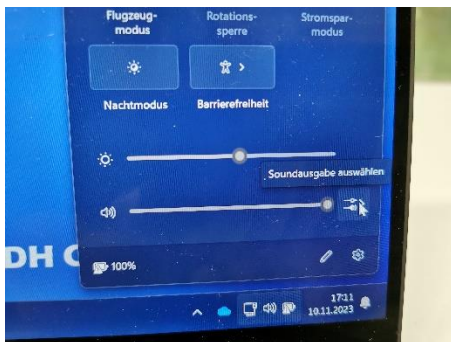 Flugzeug-
modus
Rotations-
sperre
Stromspar-
modus
Nachtmodus
Barrierefreiheit
Soundausgabe auswählen
DH C
100%
17:11
10.11.2023